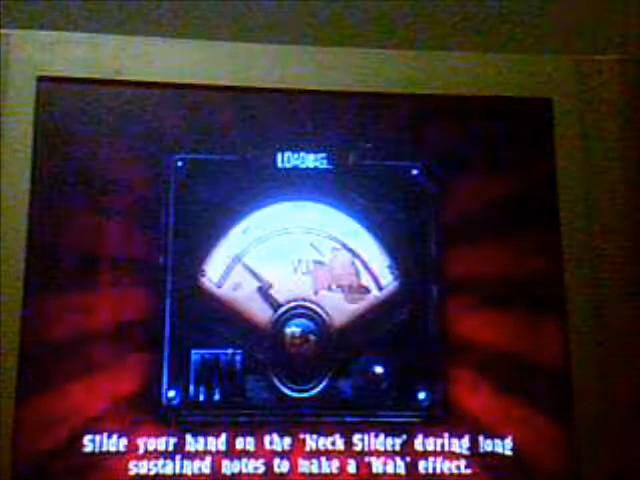 LOADING...
VU
Slide your hand on the 'Neck Slider' during long
sustained notes to make a 'Wah' effect.